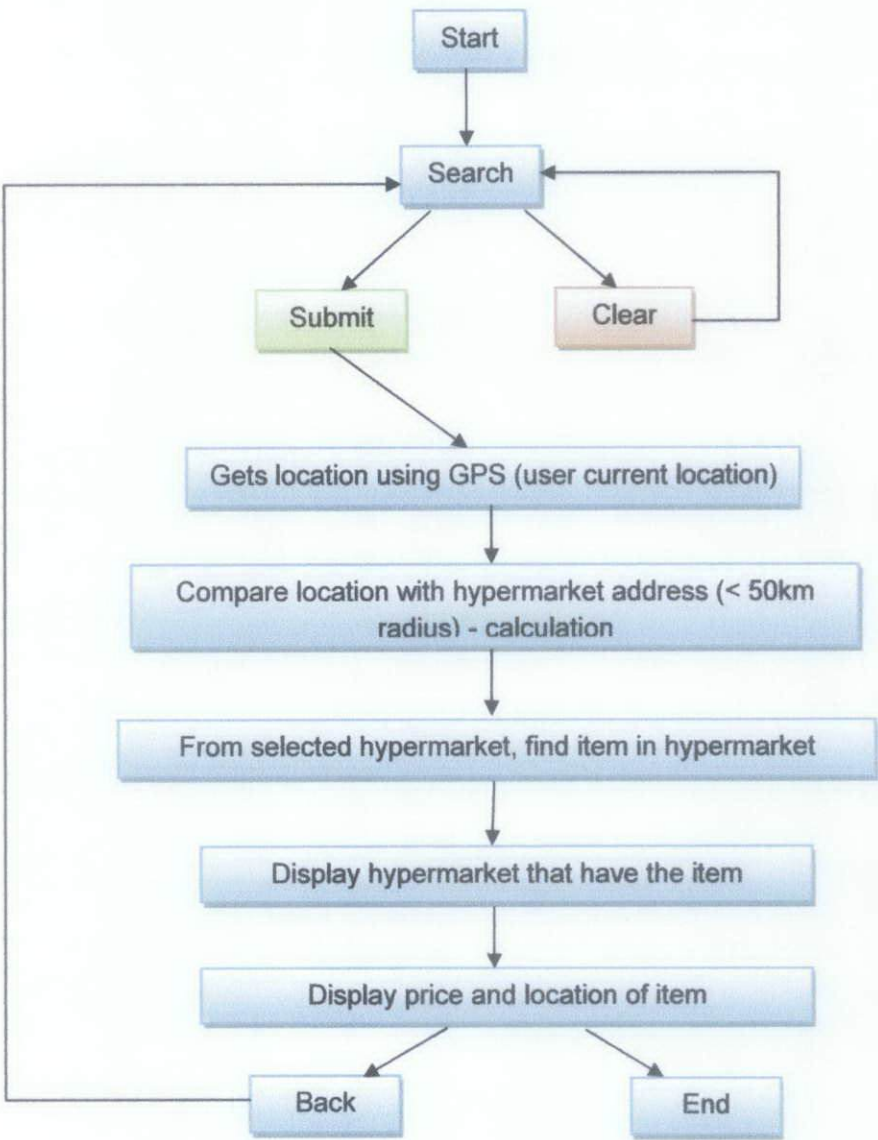 Start
Search
Submit
Clear
Gets location using GPS (user current location)
Compare location with hypermarket address (< 50km
radius) - calculation
From selected hypermarket, find item in hypermarket
Display hypermarket that have the item
Display price and location of item
Back
End